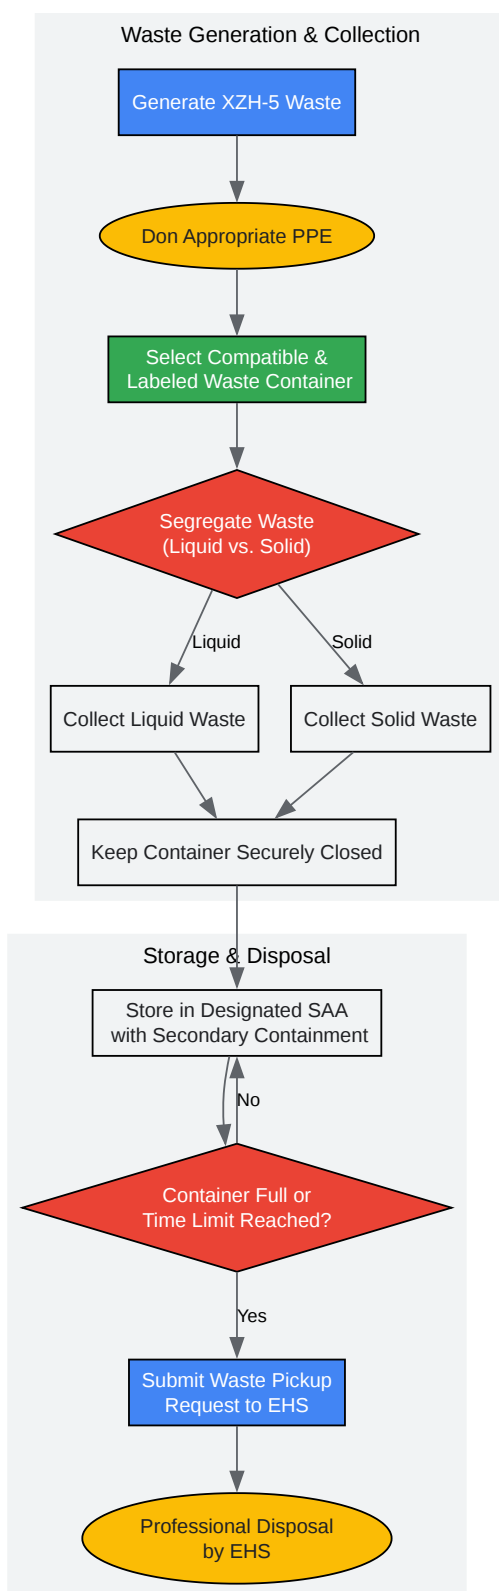 Waste Generation & Collection
Generate XZH-5 Waste
Don Appropriate PPE
Select Compatible &
Labeled Waste Container
Segregate Waste
(Liquid vs. Solid)
Liquid
Solid
Collect Liquid Waste
Collect Solid Waste
Keep Container Securely Closed
Storage & Disposal
Store in Designated SAA
with Secondary Containment
No
Container Full or
Time Limit Reached?
Yes
Submit Waste Pickup
Request to EHS
Professional Disposal
by EHS